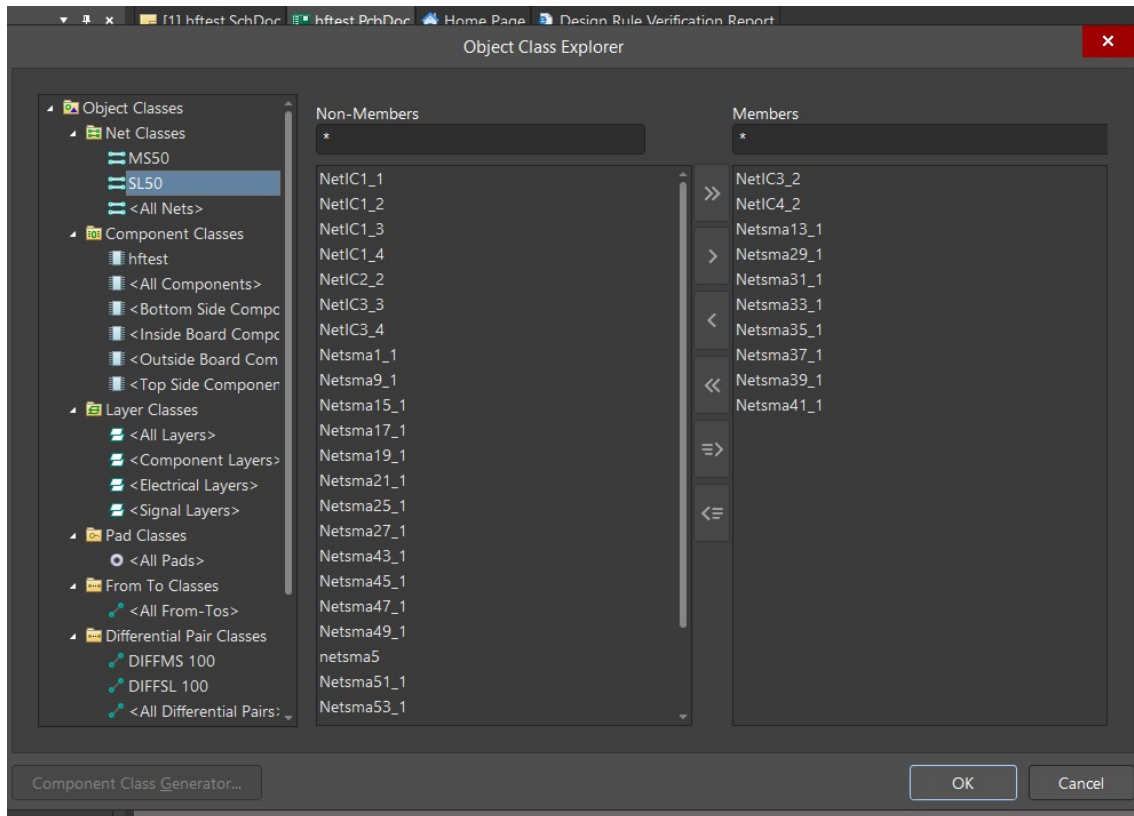 [1] hftest.SchDoc hftest.PcbDoc Home Page Design Rule Verification Report
Object Class Explorer
Object Classes
Net Classes
MS50
SL50
<All Nets>
Component Classes
hftest
<All Components>
<Bottom Side Compc
<Inside Board Compc
<Outside Board Com
<Top Side Componen
Layer Classes
<All Layers>
<Component Layers>
<Electrical Layers>
<Signal Layers>
Pad Classes
<All Pads>
From To Classes
<All From-Tos>
Differential Pair Classes
DIFFMS 100
DIFFSL 100
<All Differential Pairs>
Non-Members
*
NetIC1_1
NetIC1_2
NetIC1_3
NetIC1_4
NetIC2_2
NetIC3_3
NetIC3_4
Netsma1_1
Netsma9_1
Netsma15_1
Netsma17_1
Netsma19_1
Netsma21_1
Netsma25_1
Netsma27_1
Netsma43_1
Netsma45_1
Netsma47_1
Netsma49_1
netsma5
Netsma51_1
Netsma53_1
Members
*
NetIC3_2
NetIC4_2
Netsma13_1
Netsma29_1
Netsma31_1
Netsma33_1
Netsma35_1
Netsma37_1
Netsma39_1
Netsma41_1
Component Class Generator...
OK
Cancel